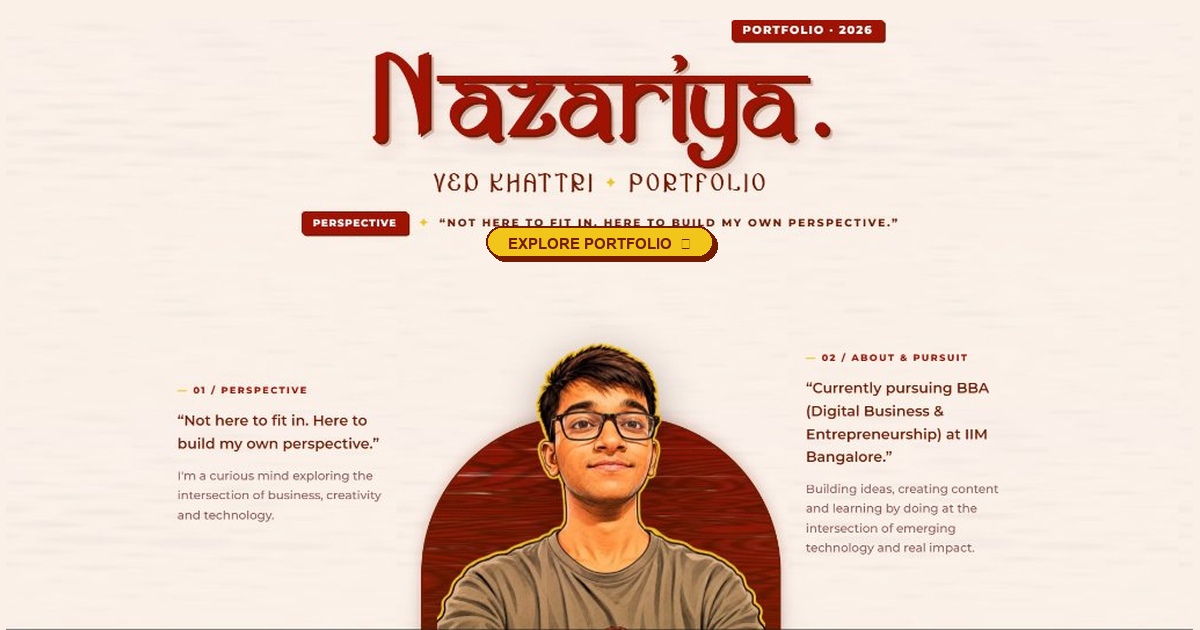 PORTFOLIO · 2026
Nazariya.
VED KHATTRI ✦ PORTFOLIO
PERSPECTIVE ✦ “NOT HERE TO FIT IN. HERE TO BUILD MY OWN PERSPECTIVE.”
EXPLORE PORTFOLIO
— 01 / PERSPECTIVE
“Not here to fit in. Here to
build my own perspective.”
I'm a curious mind exploring the
intersection of business, creativity
and technology.
— 02 / ABOUT & PURSUIT
“Currently pursuing BBA
(Digital Business &
Entrepreneurship) at IIM
Bangalore.”
Building ideas, creating content
and learning by doing at the
intersection of emerging
technology and real impact.